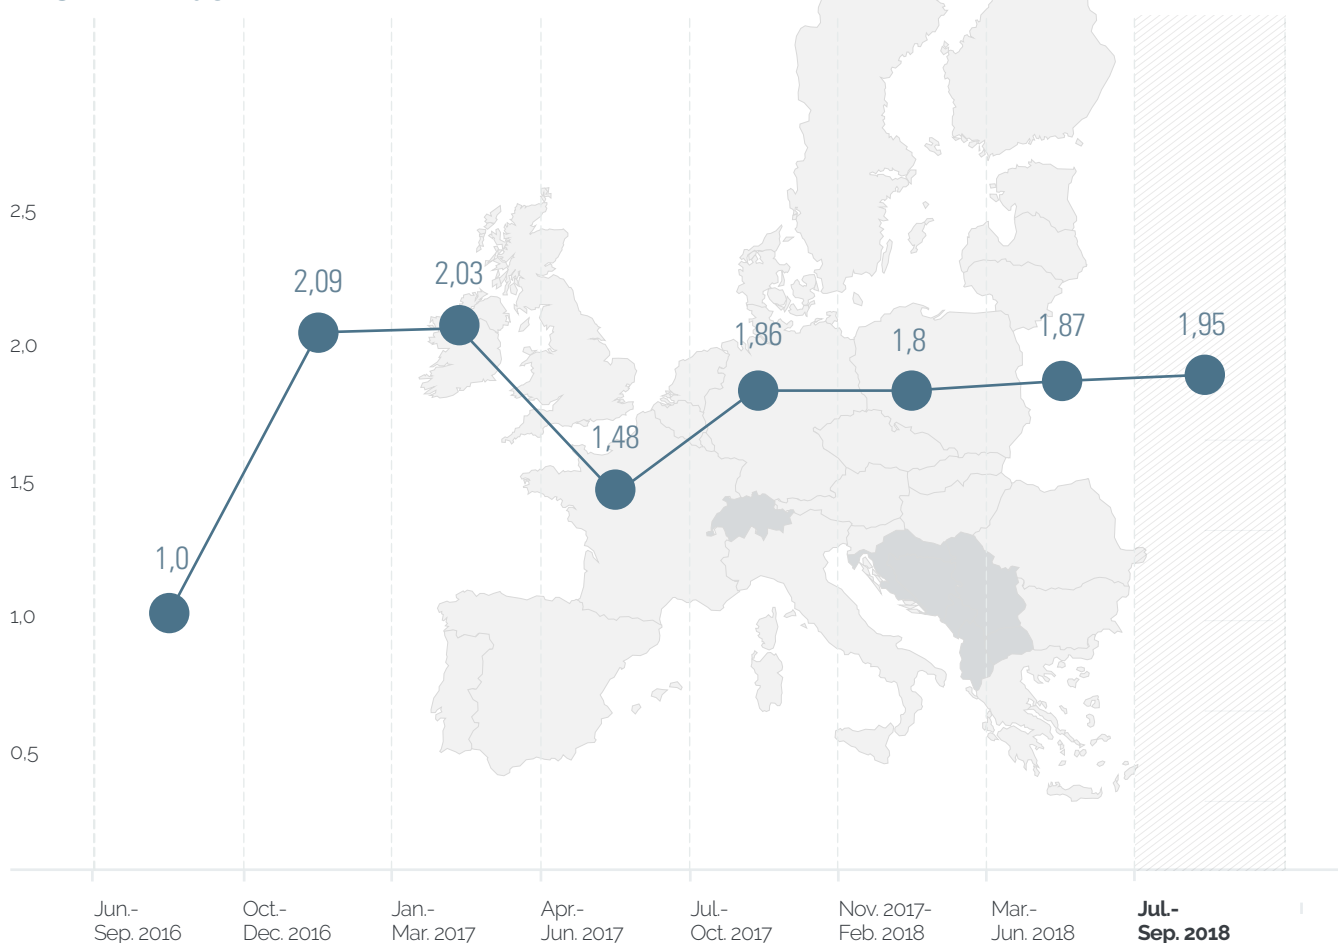 2,5
2,0
1,5
1,0
0,5
1,0
2,09
2,03
1,48
1,86
1,8
1,87
1,95
Jun.-
Sep. 2016
Oct.-
Dec. 2016
Jan.-
Mar. 2017
Apr.-
Jun. 2017
Jul.-
Oct. 2017
Nov. 2017-
Feb. 2018
Mar.-
Jun. 2018
Jul.-
Sep. 2018